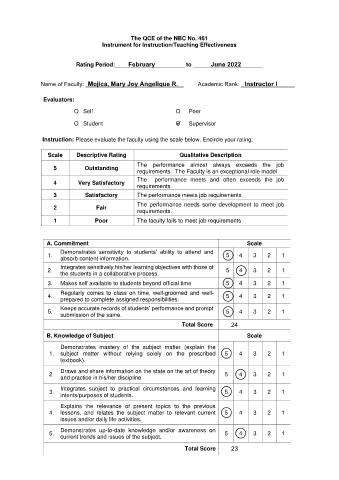 The QCE of the NBC No. 461
Instrument for Instruction/Teaching Effectiveness
Rating Period: February to June 2022
Name of Faculty: Mojica, Mary Joy Angelique R. Academic Rank: Instructor I
Evaluators:
Self Peer
Student Supervisor
Instruction: Please evaluate the faculty using the scale below. Encircle your rating.
Scale Descriptive Rating Qualitative Description
5 Outstanding The performance almost always exceeds the job
requirements. The Faculty is an exceptional role model
4 Very Satisfactory The performance meets and often exceeds the job
requirements
3 Satisfactory The performance meets job requirements
2 Fair The performance needs some development to meet job
requirements.
1 Poor The faculty fails to meet job requirements
A. Commitment Scale
1. Demonstrates sensitivity to students' ability to attend and
absorb content information. 5 4 3 2 1
2. Integrates sensitively his/her learning objectives with those of
the students in a collaborative process. 5 4 3 2 1
3. Makes self available to students beyond official time 5 4 3 2 1
4. Regularly comes to class on time, well-groomed and well-
prepared to complete assigned responsibilities. 5 4 3 2 1
5. Keeps accurate records of students' performance and prompt
submission of the same. 5 4 3 2 1
Total Score 24
B. Knowledge of Subject Scale
1. Demonstrates mastery of the subject matter (explain the
subject matter without relying solely on the prescribed
textbook). 5 4 3 2 1
2. Draws and share information on the state on the art of theory
and practice in his/her discipline. 5 4 3 2 1
3. Integrates subject to practical circumstances and learning
intents/purposes of students. 5 4 3 2 1
4. Explains the relevance of present topics to the previous
lessons, and relates the subject matter to relevant current
issues and/or daily life activities. 5 4 3 2 1
5. Demonstrates up-to-date knowledge and/or awareness on
current trends and issues of the subject. 5 4 3 2 1
Total Score 23